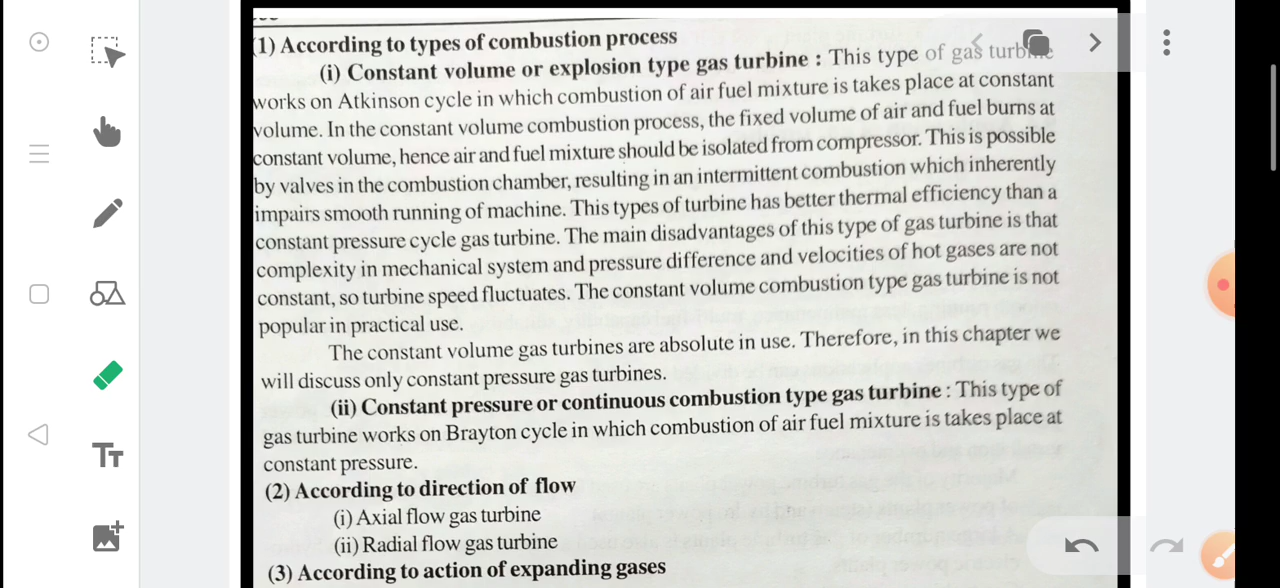 (1) According to types of combustion process
(i) Constant volume or explosion type gas turbine : This type of gas turbine
works on Atkinson cycle in which combustion of air fuel mixture is takes place at constant
volume. In the constant volume combustion process, the fixed volume of air and fuel burns at
constant volume, hence air and fuel mixture should be isolated from compressor. This is possible
by valves in the combustion chamber, resulting in an intermittent combustion which inherently
impairs smooth running of machine. This types of turbine has better thermal efficiency than a
constant pressure cycle gas turbine. The main disadvantages of this type of gas turbine is that
complexity in mechanical system and pressure difference and velocities of hot gases are not
constant, so turbine speed fluctuates. The constant volume combustion type gas turbine is not
popular in practical use.
The constant volume gas turbines are absolute in use. Therefore, in this chapter we
will discuss only constant pressure gas turbines.
(ii) Constant pressure or continuous combustion type gas turbine : This type of
gas turbine works on Brayton cycle in which combustion of air fuel mixture is takes place at
constant pressure.
(2) According to direction of flow
(i) Axial flow gas turbine
(ii) Radial flow gas turbine
(3) According to action of expanding gases
TT